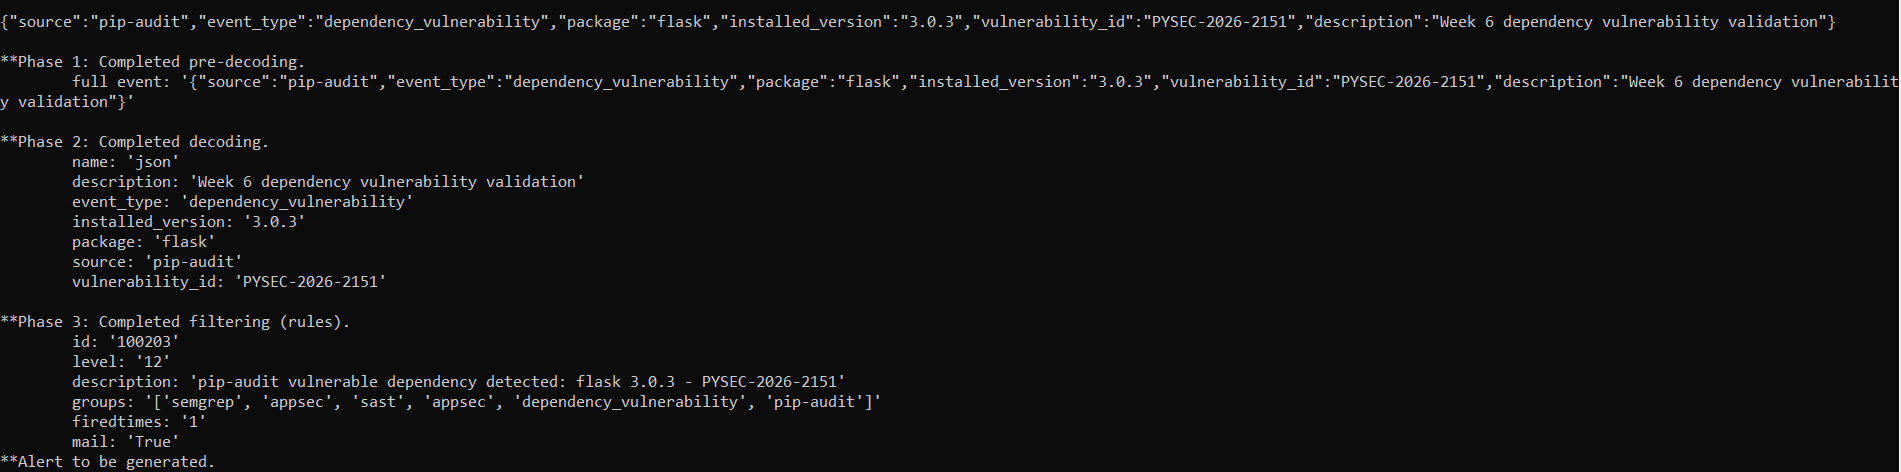 {"source":"pip-audit","event_type":"dependency_vulnerability","package":"flask","installed_version":"3.0.3","vulnerability_id":"PYSEC-2026-2151","description":"Week 6 dependency vulnerability validation"}
**Phase 1: Completed pre-decoding.
full event: '{"source":"pip-audit","event_type":"dependency_vulnerability","package":"flask","installed_version":"3.0.3","vulnerability_id":"PYSEC-2026-2151","description":"Week 6 dependency vulnerabilit
y validation"}'
**Phase 2: Completed decoding.
name: 'json'
description: 'Week 6 dependency vulnerability validation'
event_type: 'dependency_vulnerability'
installed_version: '3.0.3'
package: 'flask'
source: 'pip-audit'
vulnerability_id: 'PYSEC-2026-2151'
**Phase 3: Completed filtering (rules).
id: '100203'
level: '12'
description: 'pip-audit vulnerable dependency detected: flask 3.0.3 - PYSEC-2026-2151'
groups: '['semgrep', 'appsec', 'sast', 'appsec', 'dependency_vulnerability', 'pip-audit']'
firedtimes: '1'
mail: 'True'
**Alert to be generated.